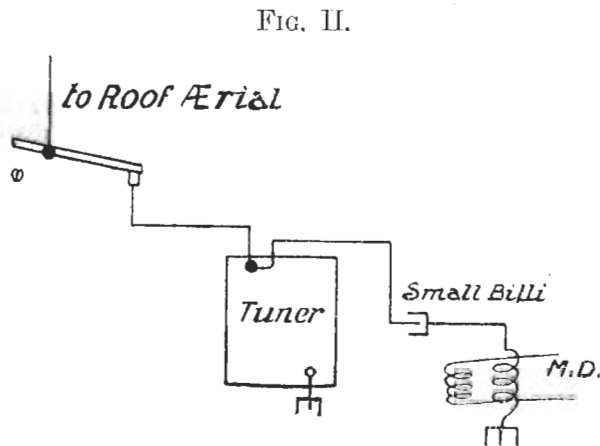 FIG. II.
to Roof Ærial
Small Billi
Tuner
M.D.